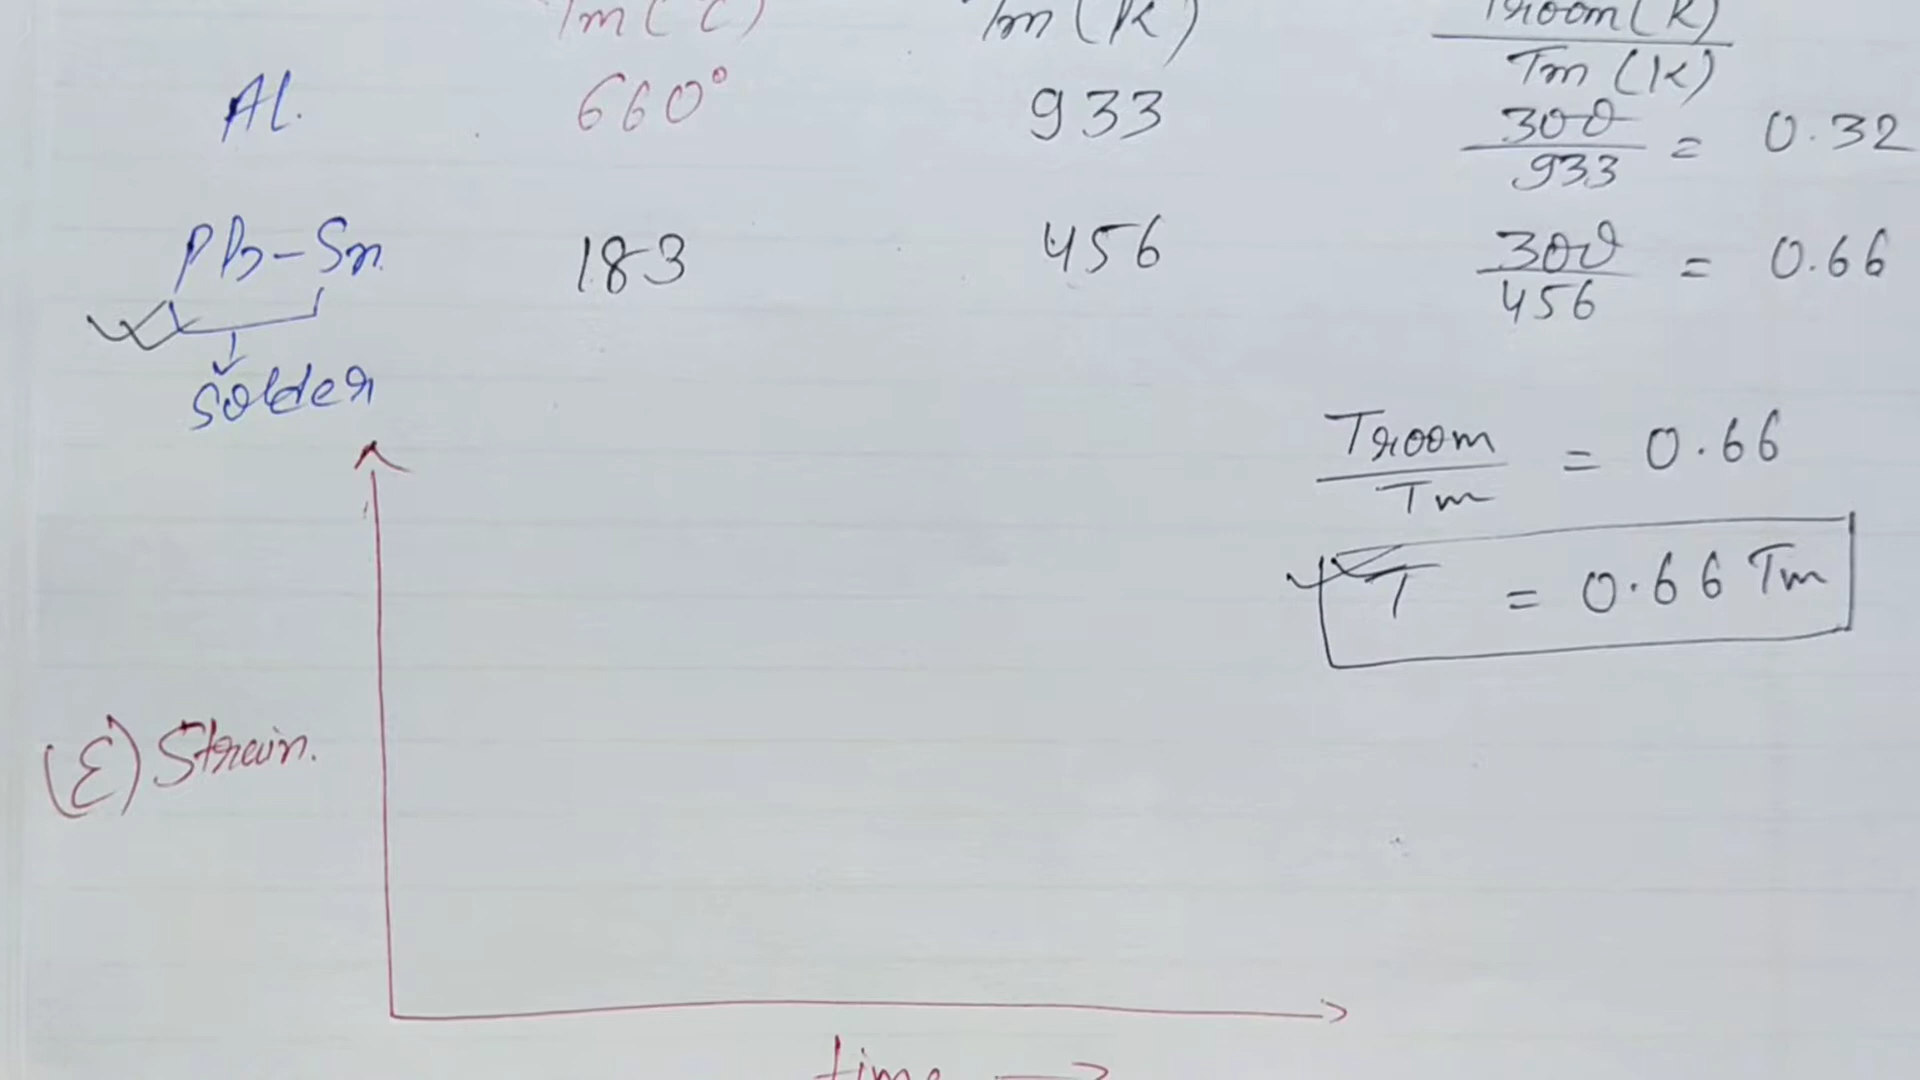 Tm (°C) Tm (K) Troom (K) / Tm (K)
Al. 660° 933 300 / 933 = 0.32
Pb-Sn 183 456 300 / 456 = 0.66
solder
Troom / Tm = 0.66
T = 0.66 Tm
(ε) Strain.
time →